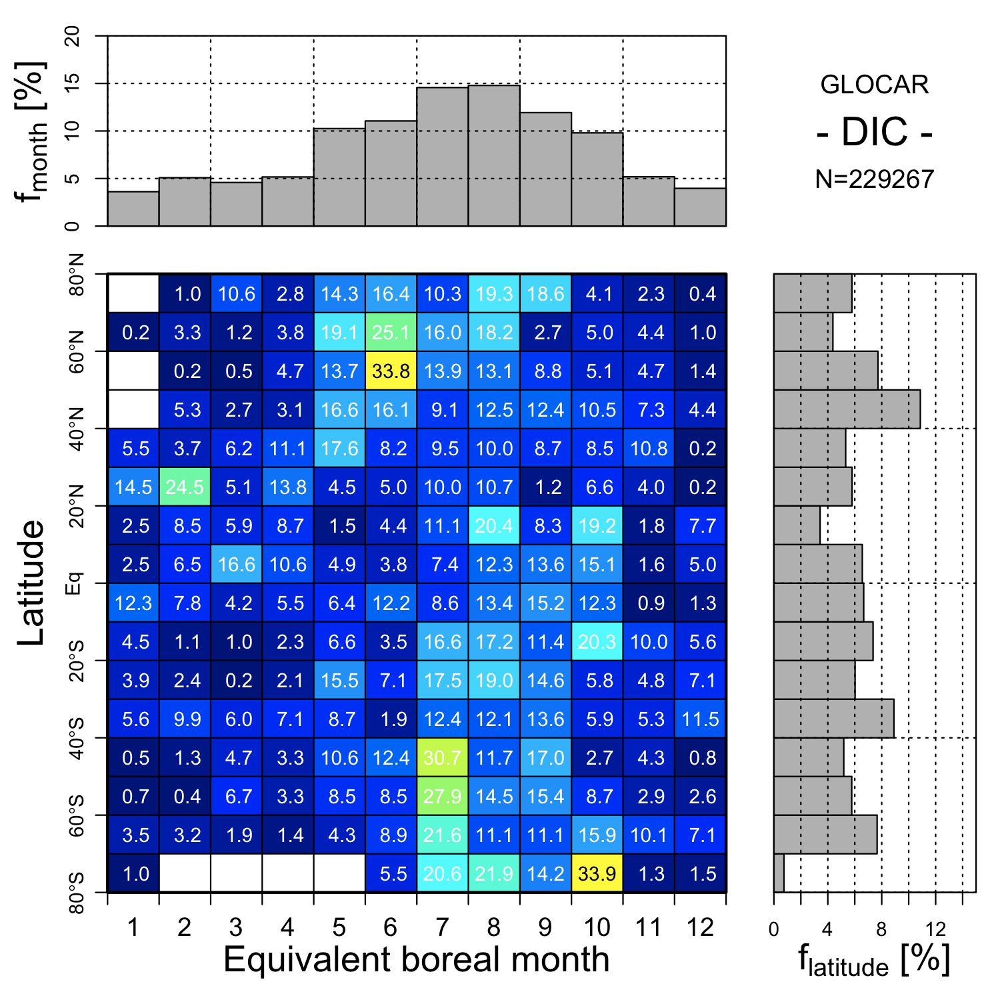 20
15
10
5
0
fmonth [%]
GLOCAR
- DIC -
N=229267
80°N
60°N
40°N
20°N
Eq
20°S
40°S
60°S
80°S
Latitude
1.0 10.6 2.8 14.3 16.4 10.3 19.3 18.6 4.1 2.3 0.4
0.2 3.3 1.2 3.8 19.1 25.1 16.0 18.2 2.7 5.0 4.4 1.0
0.2 0.5 4.7 13.7 33.8 13.9 13.1 8.8 5.1 4.7 1.4
5.3 2.7 3.1 16.6 16.1 9.1 12.5 12.4 10.5 7.3 4.4
5.5 3.7 6.2 11.1 17.6 8.2 9.5 10.0 8.7 8.5 10.8 0.2
14.5 24.5 5.1 13.8 4.5 5.0 10.0 10.7 1.2 6.6 4.0 0.2
2.5 8.5 5.9 8.7 1.5 4.4 11.1 20.4 8.3 19.2 1.8 7.7
2.5 6.5 16.6 10.6 4.9 3.8 7.4 12.3 13.6 15.1 1.6 5.0
12.3 7.8 4.2 5.5 6.4 12.2 8.6 13.4 15.2 12.3 0.9 1.3
4.5 1.1 1.0 2.3 6.6 3.5 16.6 17.2 11.4 20.3 10.0 5.6
3.9 2.4 0.2 2.1 15.5 7.1 17.5 19.0 14.6 5.8 4.8 7.1
5.6 9.9 6.0 7.1 8.7 1.9 12.4 12.1 13.6 5.9 5.3 11.5
0.5 1.3 4.7 3.3 10.6 12.4 30.7 11.7 17.0 2.7 4.3 0.8
0.7 0.4 6.7 3.3 8.5 8.5 27.9 14.5 15.4 8.7 2.9 2.6
3.5 3.2 1.9 1.4 4.3 8.9 21.6 11.1 11.1 15.9 10.1 7.1
1.0 5.5 20.6 21.9 14.2 33.9 1.3 1.5
1 2 3 4 5 6 7 8 9 10 11 12
Equivalent boreal month
0 4 8 12
flatitude [%]